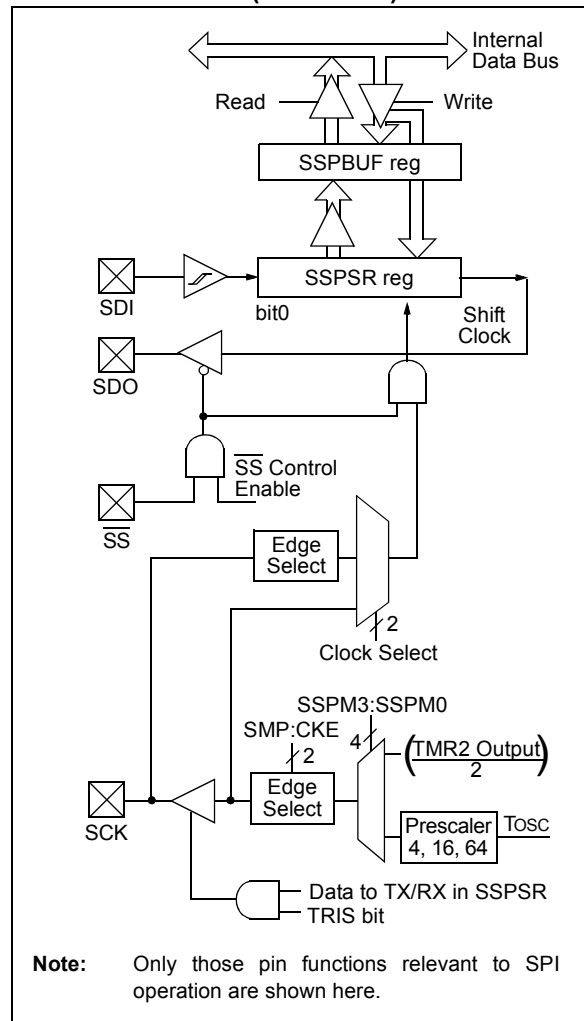 Internal
Data Bus
Read
Write
SSPBUF reg
SSPSR reg
SDI
bit0
Shift
Clock
SDO
SS Control
Enable
SS
Edge
Select
2
Clock Select
SSPM3:SSPM0
SMP:CKE
4
(TMR2 Output)
2
2
Edge
Select
SCK
Prescaler
4, 16, 64
TOSC
Data to TX/RX in SSPSR
TRIS bit
Note: Only those pin functions relevant to SPI
operation are shown here.